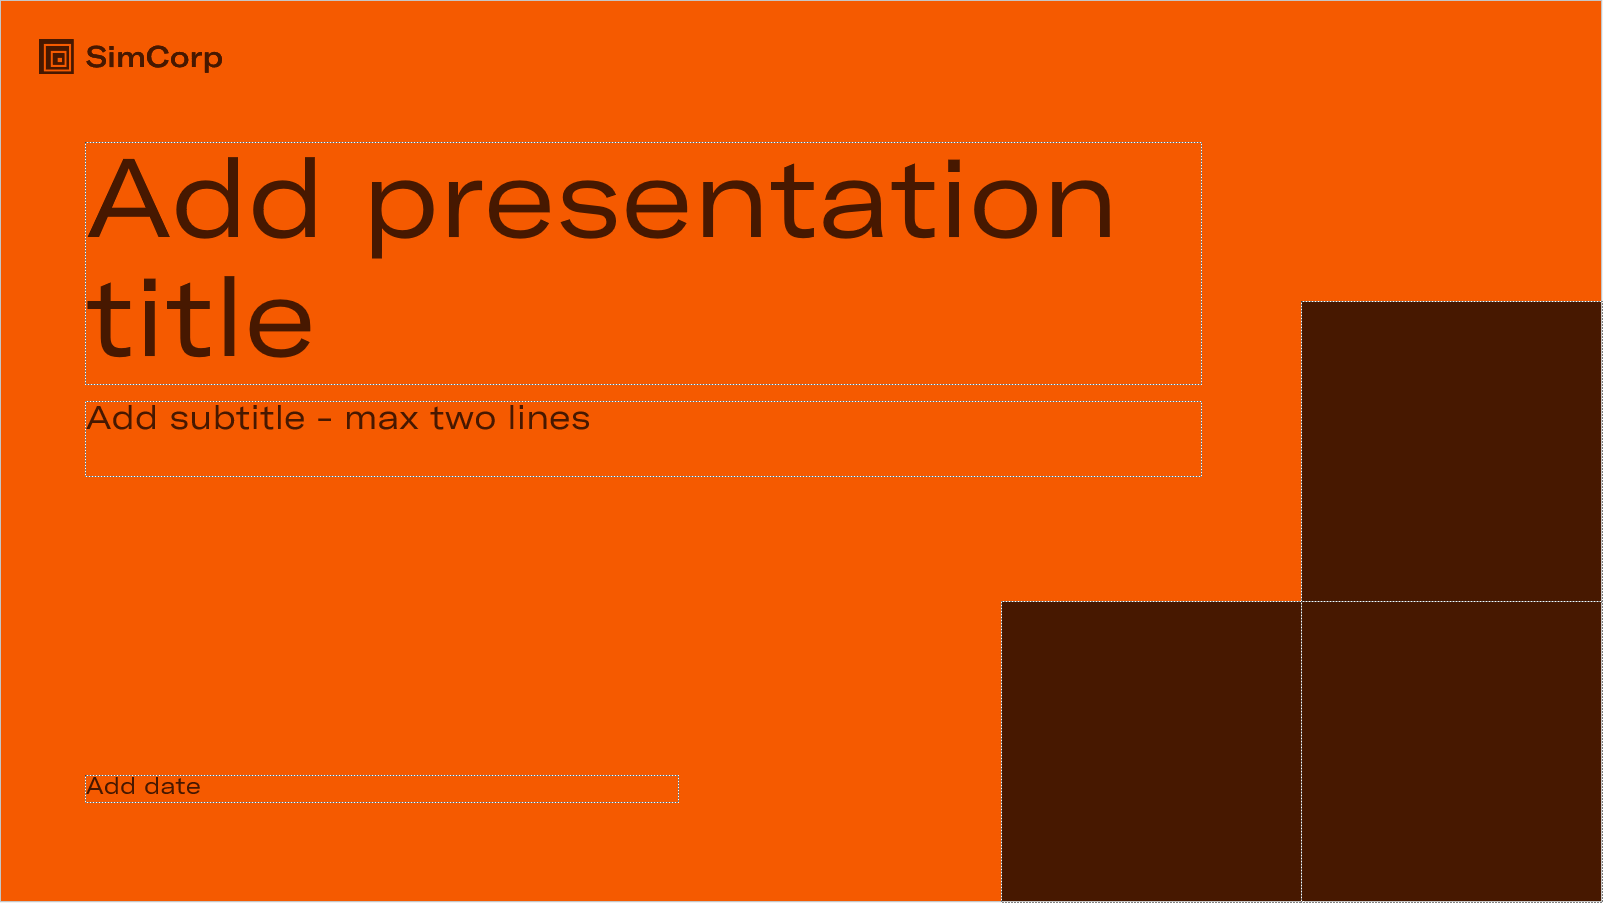 SimCorp
Add presentation
title
Add subtitle - max two lines
Add date